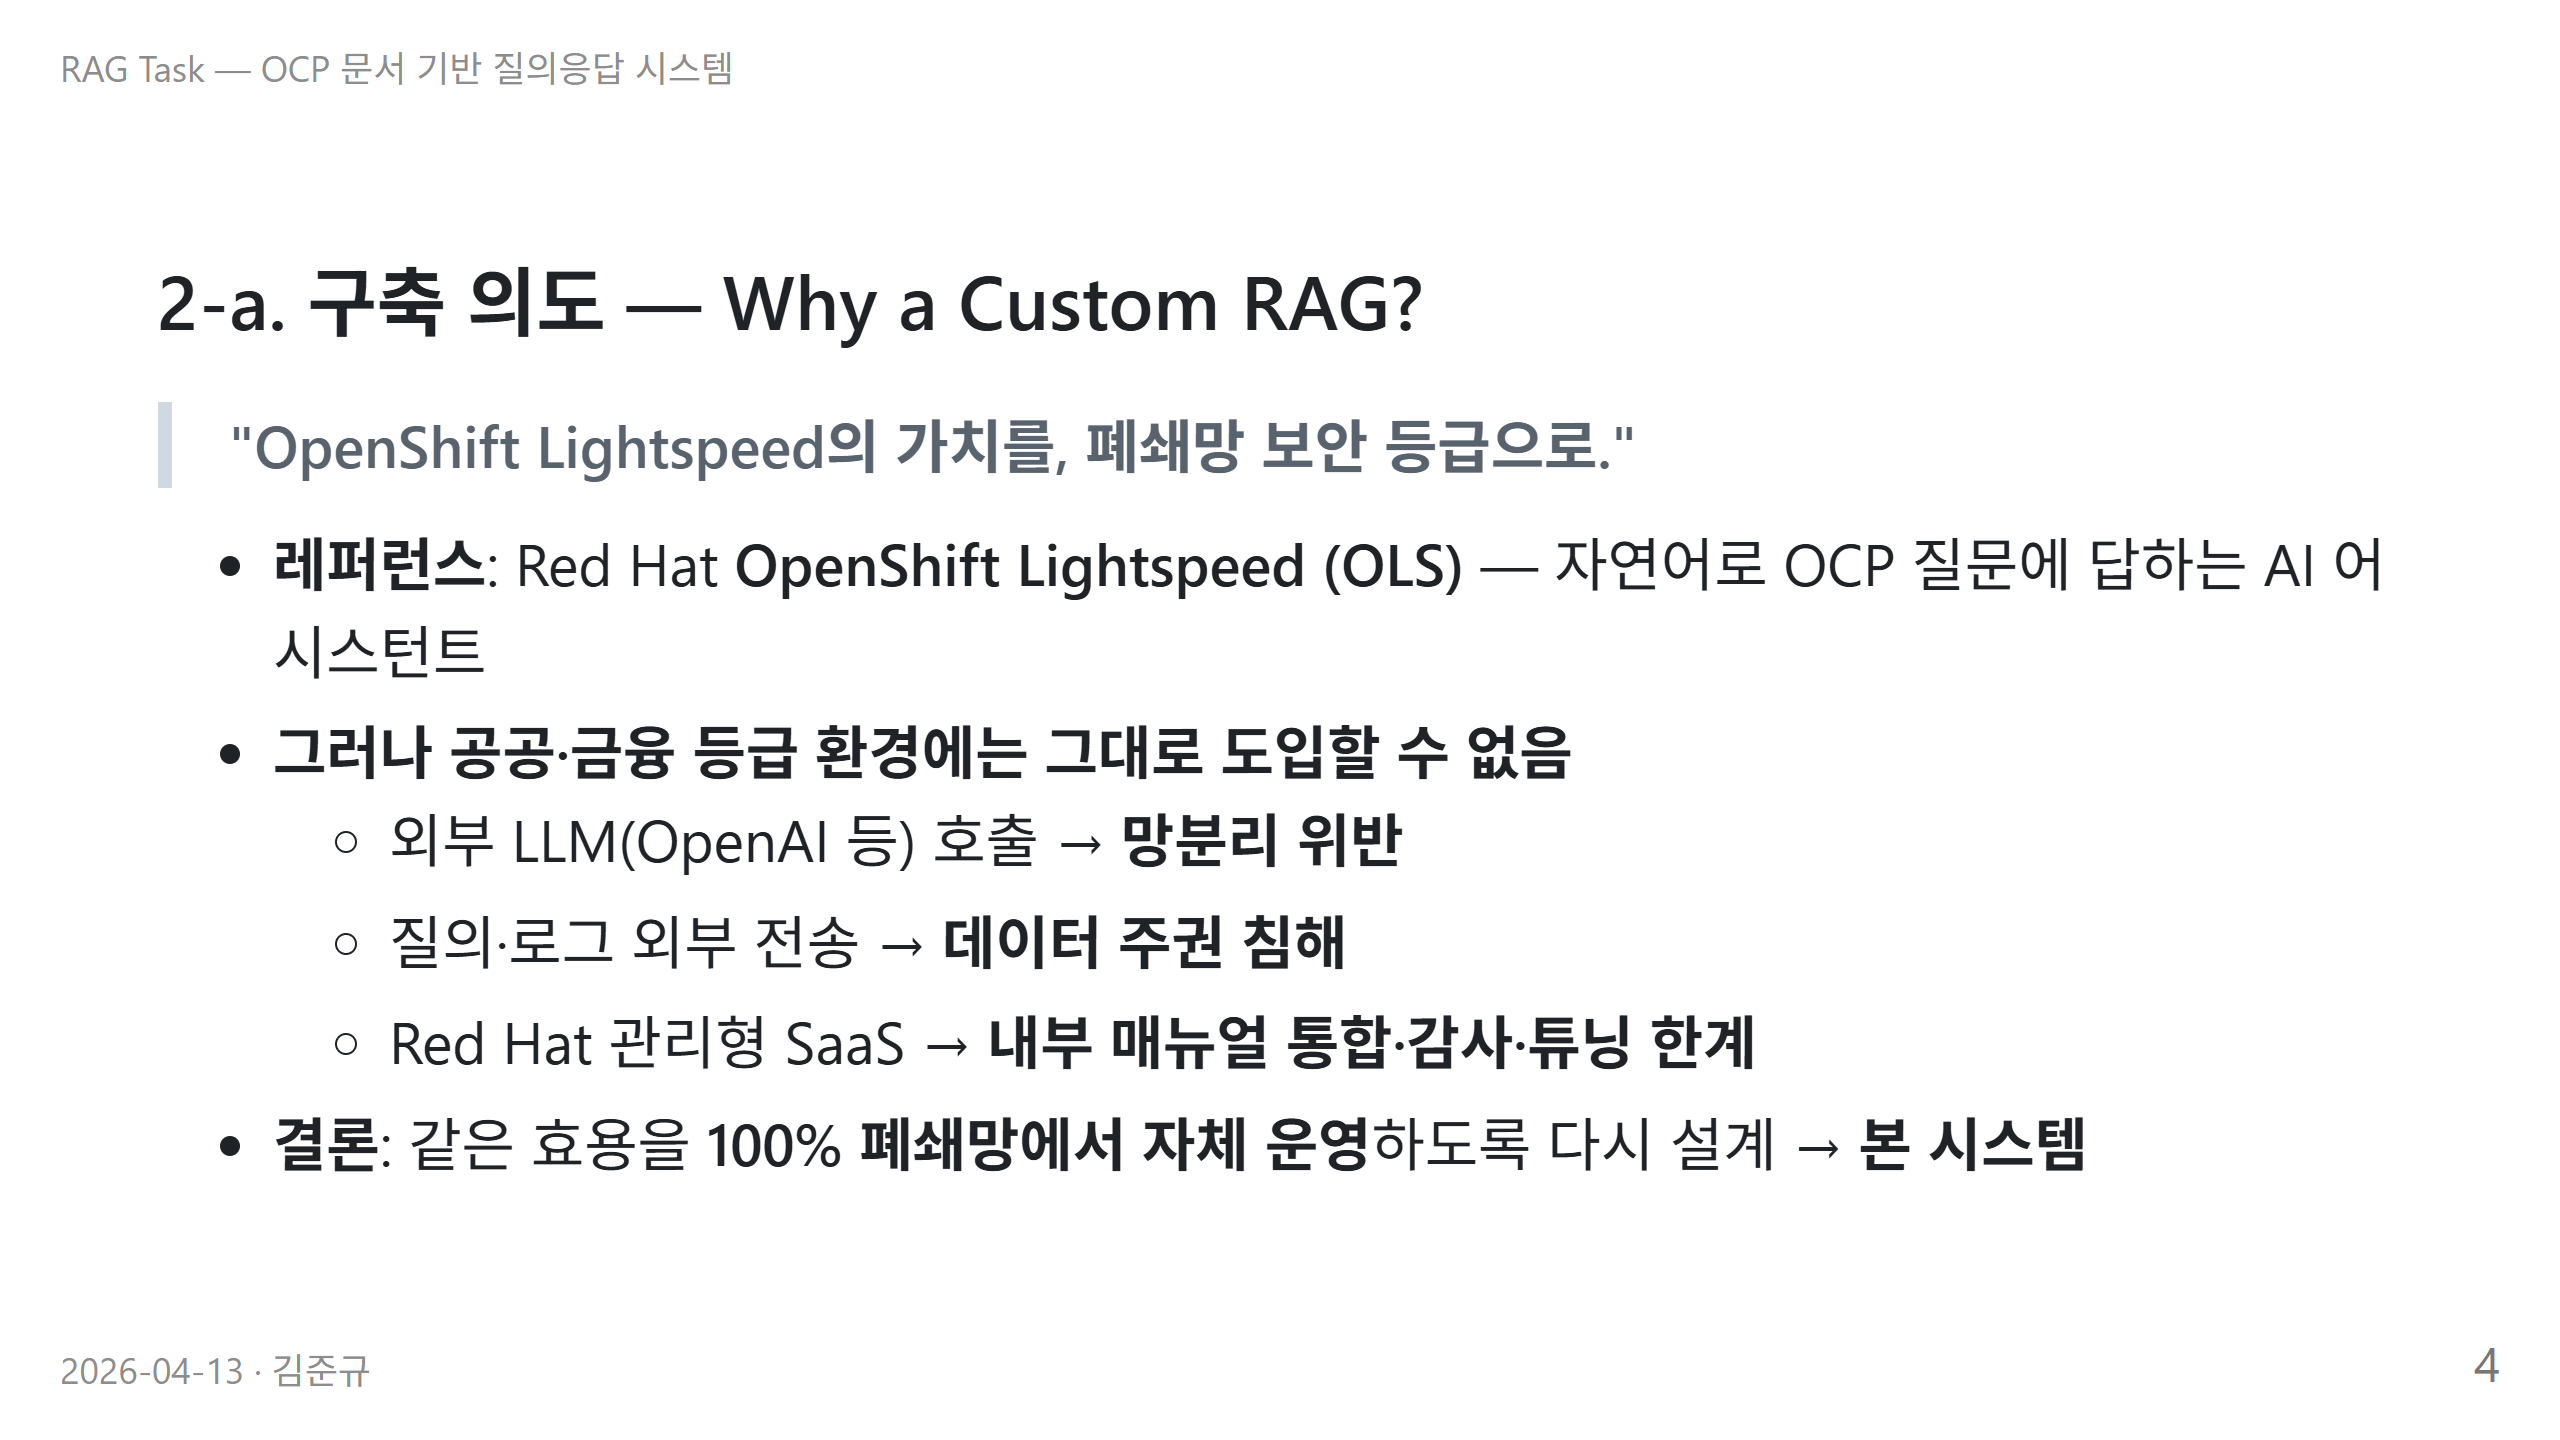 RAG Task — OCP 문서 기반 질의응답 시스템
2-a. 구축 의도 — Why a Custom RAG?
"OpenShift Lightspeed의 가치를, 폐쇄망 보안 등급으로."
• 레퍼런스: Red Hat OpenShift Lightspeed (OLS) — 자연어로 OCP 질문에 답하는 AI 어
시스턴트
• 그러나 공공·금융 등급 환경에는 그대로 도입할 수 없음
○ 외부 LLM(OpenAI 등) 호출 → 망분리 위반
○ 질의·로그 외부 전송 → 데이터 주권 침해
○ Red Hat 관리형 SaaS → 내부 매뉴얼 통합·감사·튜닝 한계
• 결론: 같은 효용을 100% 폐쇄망에서 자체 운영하도록 다시 설계 → 본 시스템
2026-04-13 · 김준규
4